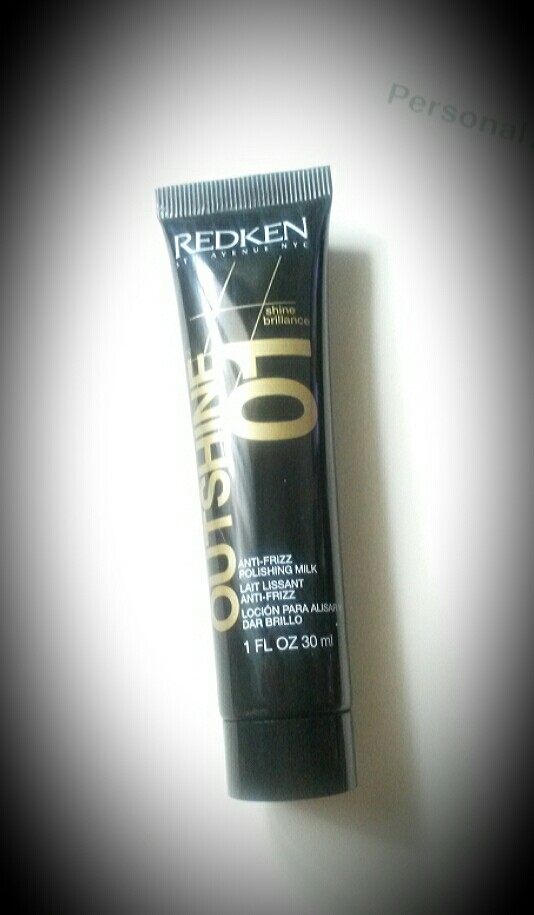 Personal
REDKEN
AVENUE NYC
shine
brillance
01
OUTSHINE
ANTI-FRIZZ
POLISHING MILK
LAIT LISSANT
ANTI-FRIZZ
LOCIÓN PARA ALISAR Y
DAR BRILLO
1 FL OZ 30 ml